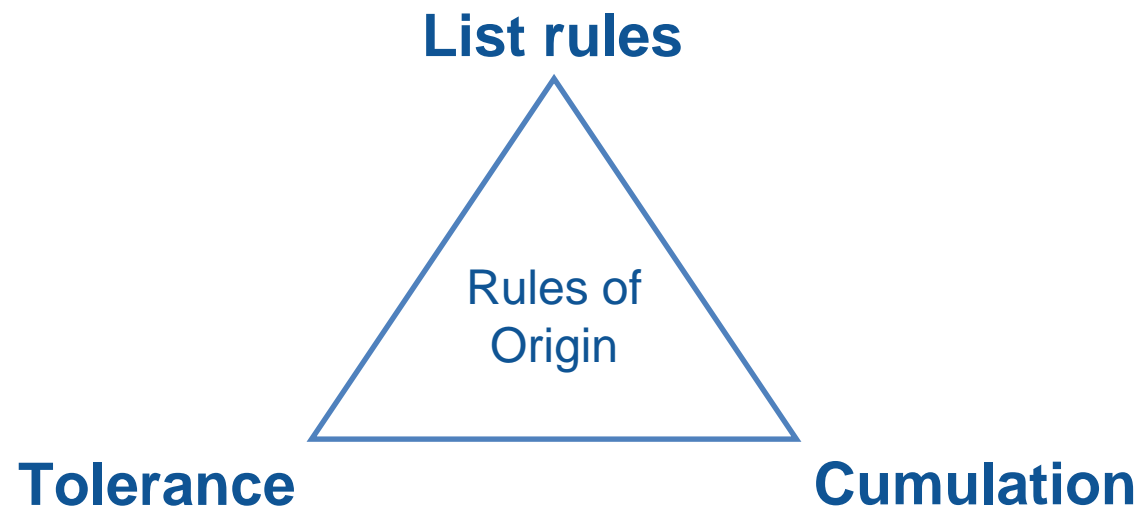 List rules
Rules of
Origin
Tolerance
Cumulation